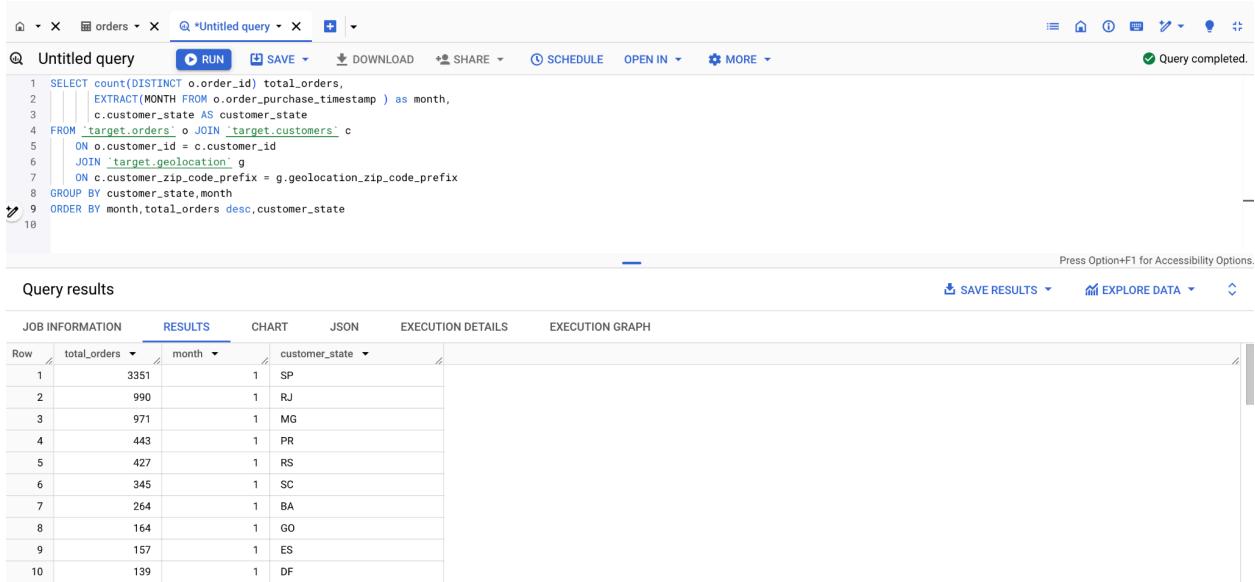 orders *Untitled query
Untitled query RUN SAVE DOWNLOAD SHARE SCHEDULE OPEN IN MORE Query completed.
1 SELECT count(DISTINCT o.order_id) total_orders,
2 EXTRACT(MONTH FROM o.order_purchase_timestamp ) as month,
3 c.customer_state AS customer_state
4 FROM `target.orders` o JOIN `target.customers` c
5 ON o.customer_id = c.customer_id
6 JOIN `target.geolocation` g
7 ON c.customer_zip_code_prefix = g.geolocation_zip_code_prefix
8 GROUP BY customer_state,month
9 ORDER BY month,total_orders desc,customer_state
10
Press Option+F1 for Accessibility Options.
Query results SAVE RESULTS EXPLORE DATA
JOB INFORMATION RESULTS CHART JSON EXECUTION DETAILS EXECUTION GRAPH
Row total_orders month customer_state
1 3351 1 SP
2 990 1 RJ
3 971 1 MG
4 443 1 PR
5 427 1 RS
6 345 1 SC
7 264 1 BA
8 164 1 GO
9 157 1 ES
10 139 1 DF